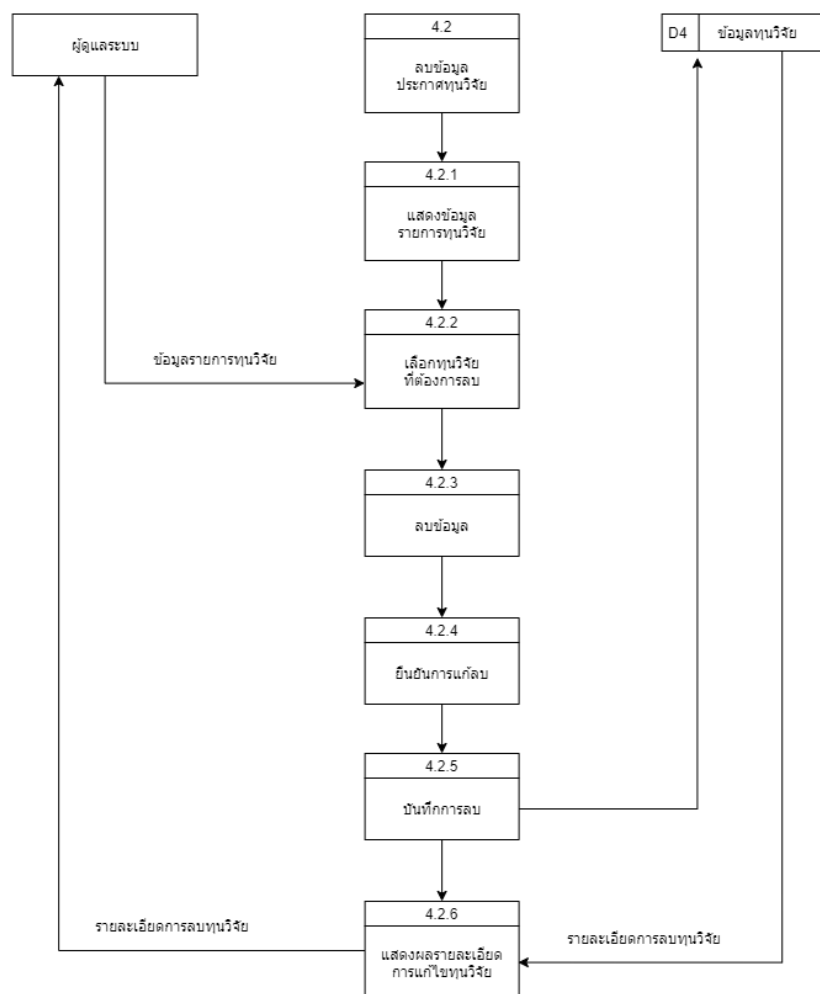 ผู้ดูแลระบบ
4.2
ลบข้อมูล
ประกาศทุนวิจัย
D4
ข้อมูลทุนวิจัย
4.2.1
แสดงข้อมูล
รายการทุนวิจัย
4.2.2
เลือกทุนวิจัย
ที่ต้องการลบ
ข้อมูลรายการทุนวิจัย
4.2.3
ลบข้อมูล
4.2.4
ยืนยันการแก้ลบ
4.2.5
บันทึกการลบ
4.2.6
แสดงผลรายละเอียด
การแก้ไขทุนวิจัย
รายละเอียดการลบทุนวิจัย
รายละเอียดการลบทุนวิจัย